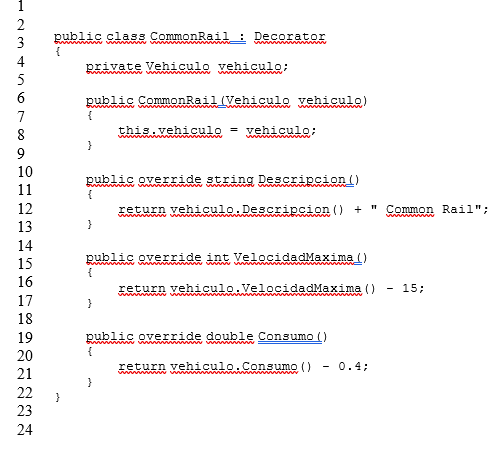 1
2
3 public class CommonRail : Decorator
{
4 private Vehiculo vehiculo;
5
6 public CommonRail(Vehiculo vehiculo)
7 {
8 this.vehiculo = vehiculo;
9 }
10 public override string Descripcion()
11 {
12 return vehiculo.Descripcion() + " Common Rail";
13 }
14
15 public override int VelocidadMaxima()
{
16 return vehiculo.VelocidadMaxima() - 15;
17 }
18
19 public override double Consumo()
20 {
21 return vehiculo.Consumo() - 0.4;
}
22 }
23
24